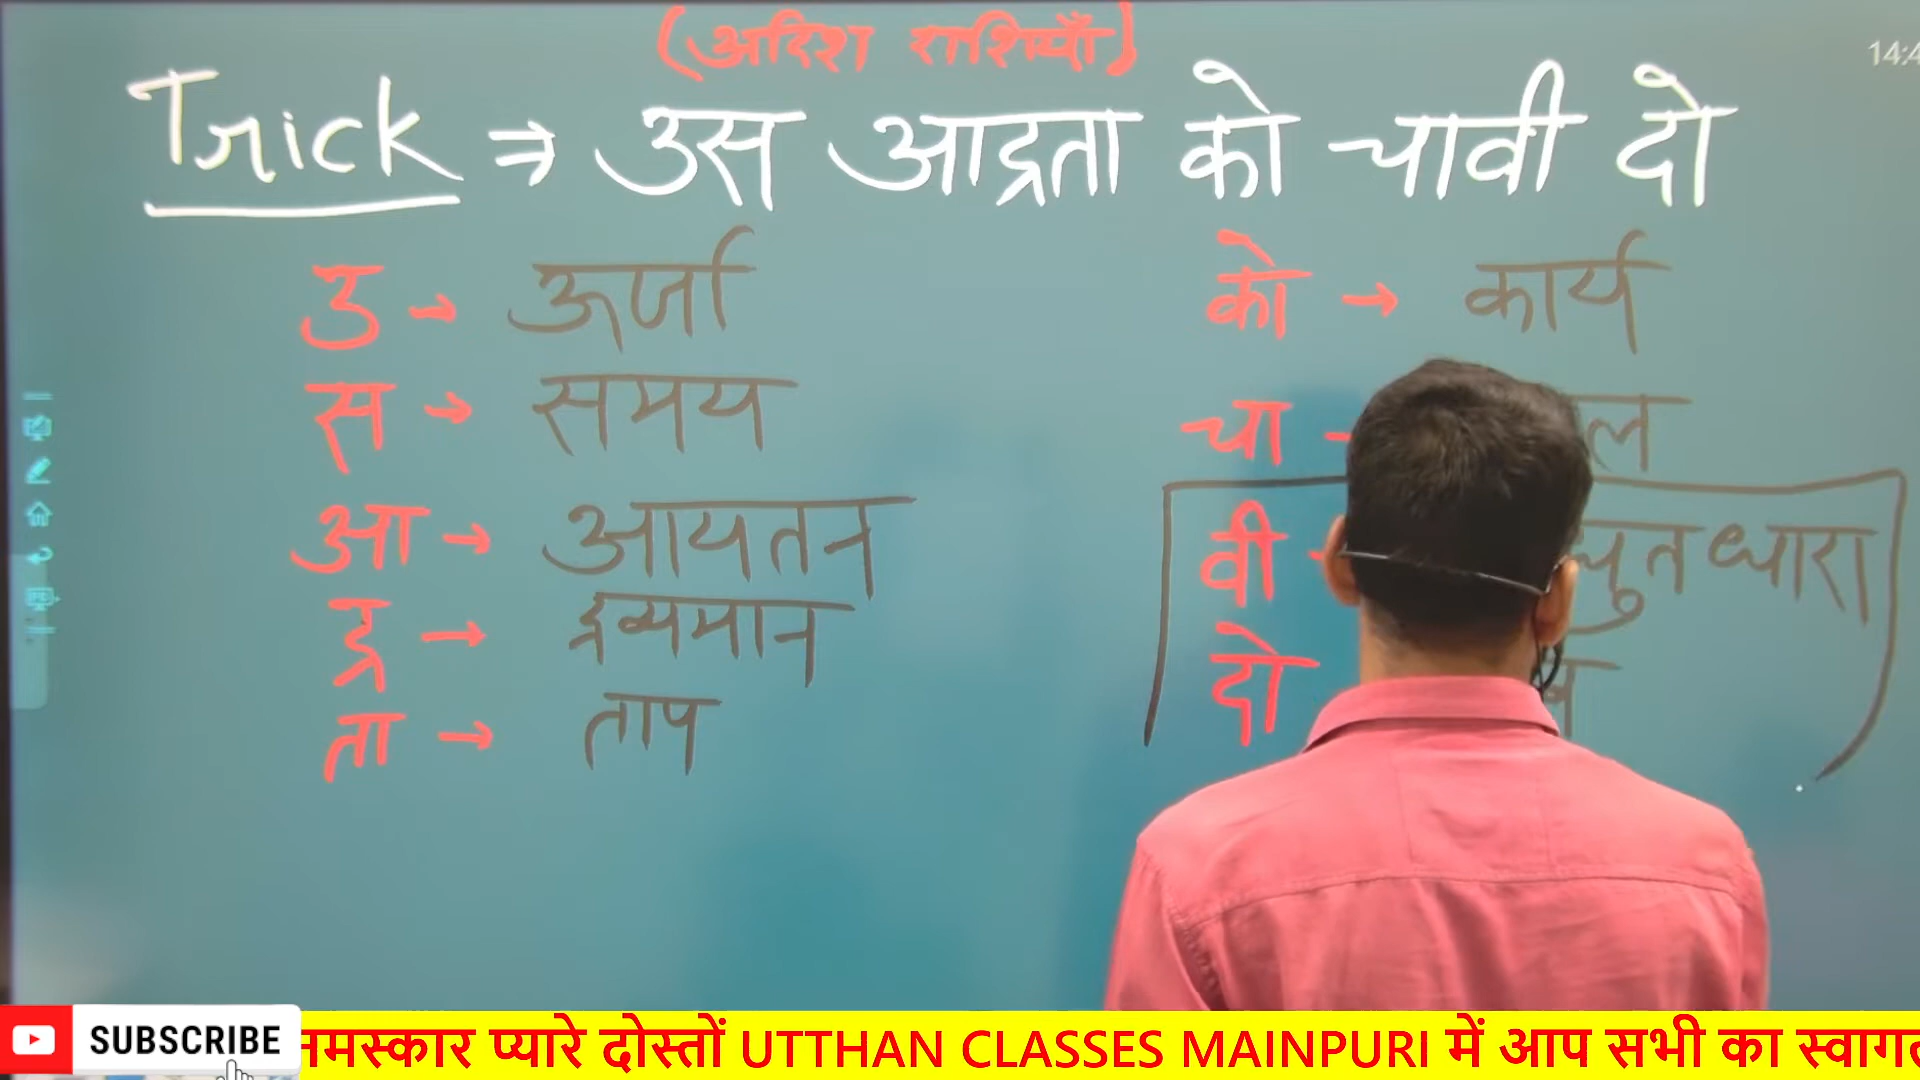 (अदिश राशियाँ)
14:4
Trick ⇒ उस आद्रता को चावी दो
उ → ऊर्जा
स → समय
आ → आयतन
द्र → द्रव्यमान
ता → ताप
को → कार्य
चा -
वी -
धारा
दो
SUBSCRIBE
नमस्कार प्यारे दोस्तों UTTHAN CLASSES MAINPURI में आप सभी का स्वागत